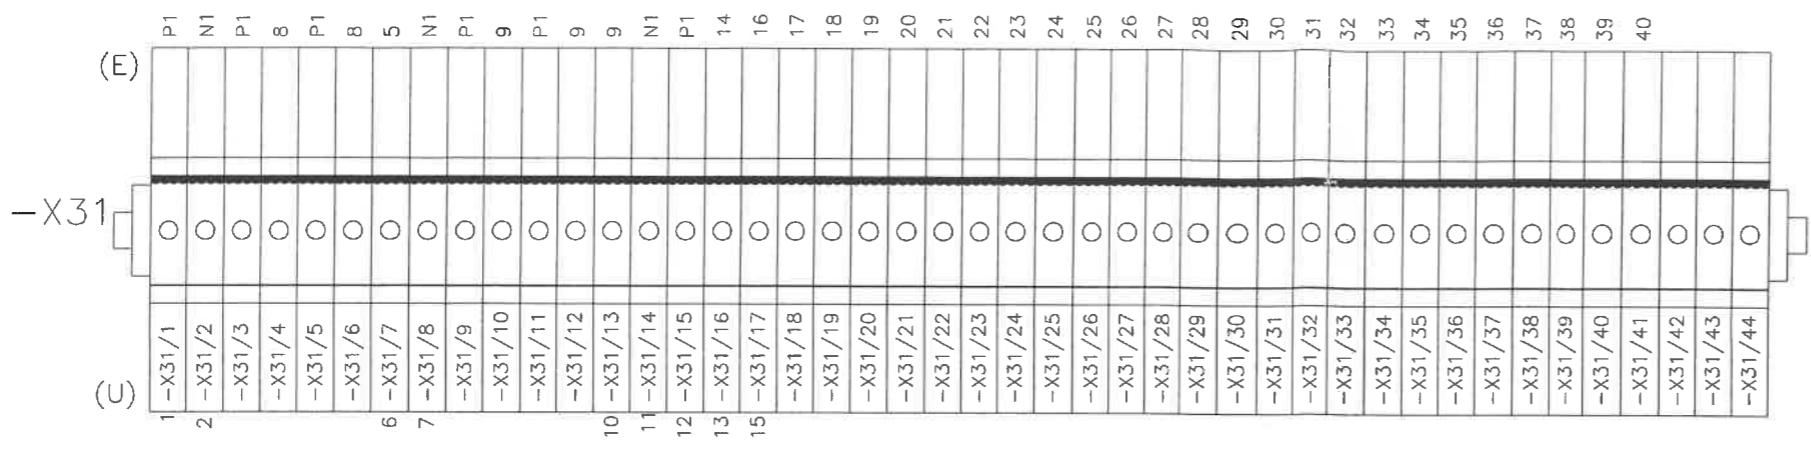 P1 N1 P1 8 P1 8 5 N1 P1 9 P1 9 9 N1 P1 14 16 17 18 19 20 21 22 23 24 25 26 27 28 29 30 31 32 33 34 35 36 37 38 39 40
(E)
-X31
-X31/1 -X31/2 -X31/3 -X31/4 -X31/5 -X31/6 -X31/7 -X31/8 -X31/9 -X31/10 -X31/11 -X31/12 -X31/13 -X31/14 -X31/15 -X31/16 -X31/17 -X31/18 -X31/19 -X31/20 -X31/21 -X31/22 -X31/23 -X31/24 -X31/25 -X31/26 -X31/27 -X31/28 -X31/29 -X31/30 -X31/31 -X31/32 -X31/33 -X31/34 -X31/35 -X31/36 -X31/37 -X31/38 -X31/39 -X31/40 -X31/41 -X31/42 -X31/43 -X31/44
(U)
1 2 6 7 10 11 12 13 15